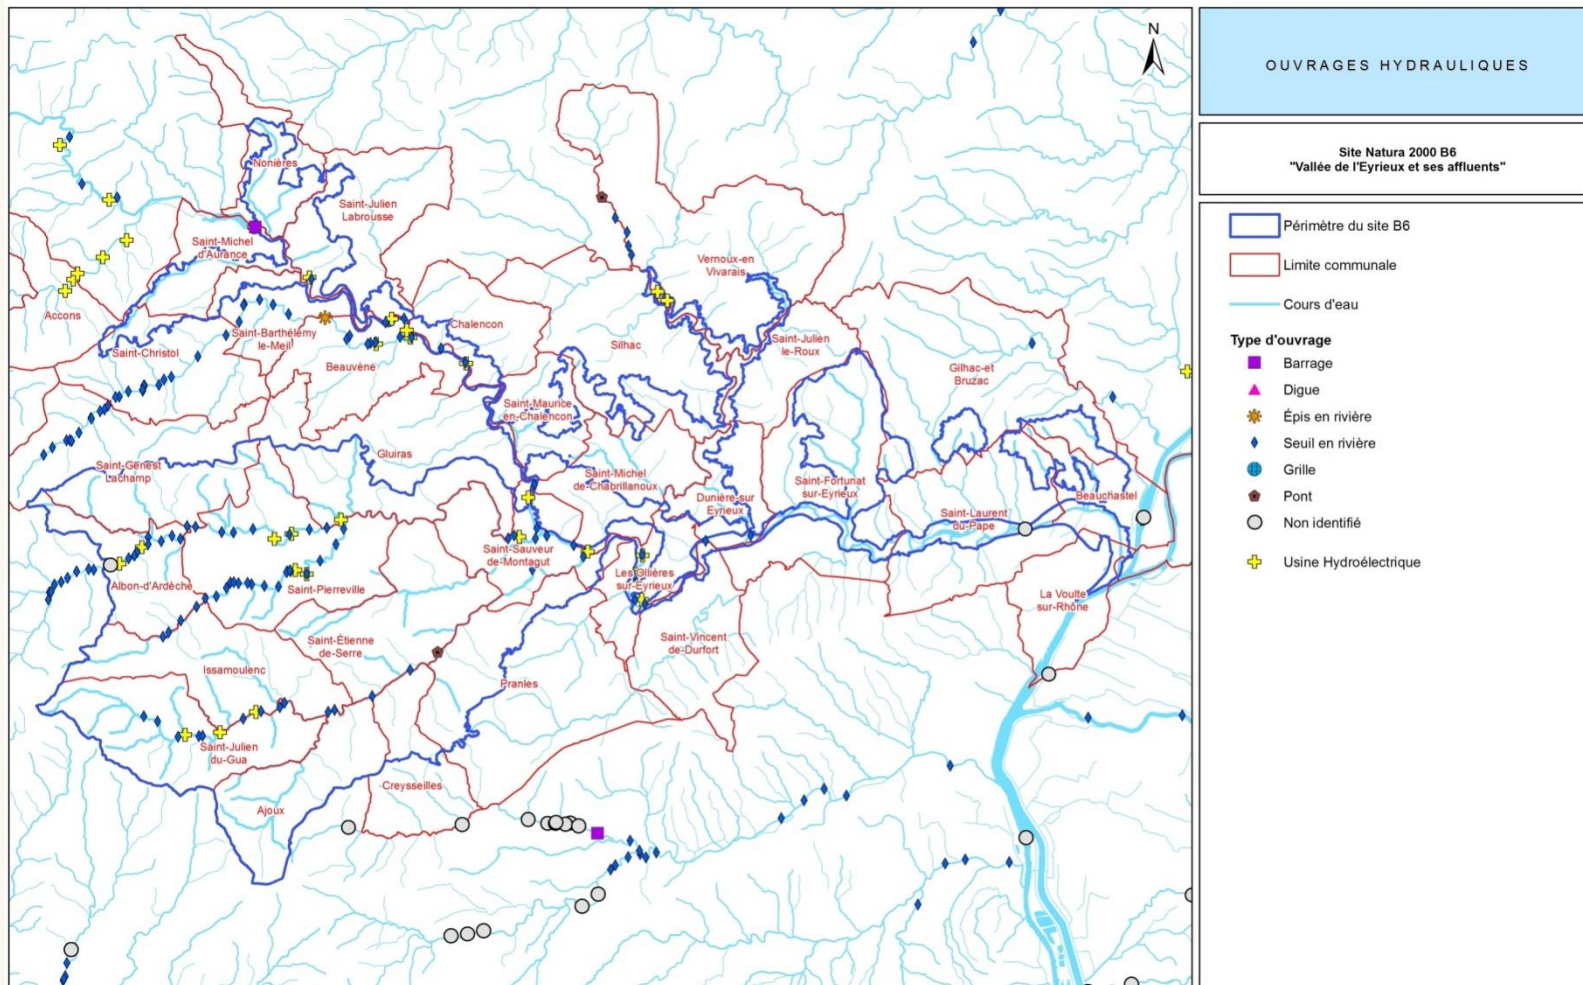 N
Nonières
Saint-Julien
Labrousse
Saint-Michel
d'Aurance
Vernoux-en
Vivarais
Accons
Saint-Barthélémy
le-Meil
Chalencon
Saint-Christol
Beauvène
Silhac
Saint-Julien
le-Roux
Gilhac-et
Bruzac
Saint-Maurice
en-Chalencon
Gluiras
Saint-Genest
Lachamp
Saint-Michel
de-Chabrillanoux
Dunière-sur
Eyrieux
Saint-Fortunat
sur-Eyrieux
Beauchastel
Saint-Laurent
du-Pape
Saint-Sauveur
de-Montagut
Les Ollières
sur-Eyrieux
Albon-d'Ardèche
Saint-Pierreville
La Voulte
sur-Rhône
Saint-Étienne
de-Serre
Saint-Vincent
de-Durfort
Issamoulenc
Pranles
Saint-Julien
du-Gua
Creysseilles
Ajoux
OUVRAGES HYDRAULIQUES
Site Natura 2000 B6
"Vallée de l'Eyrieux et ses affluents"
Périmètre du site B6
Limite communale
Cours d'eau
Type d'ouvrage
Barrage
Digue
Épis en rivière
Seuil en rivière
Grille
Pont
Non identifié
Usine Hydroélectrique